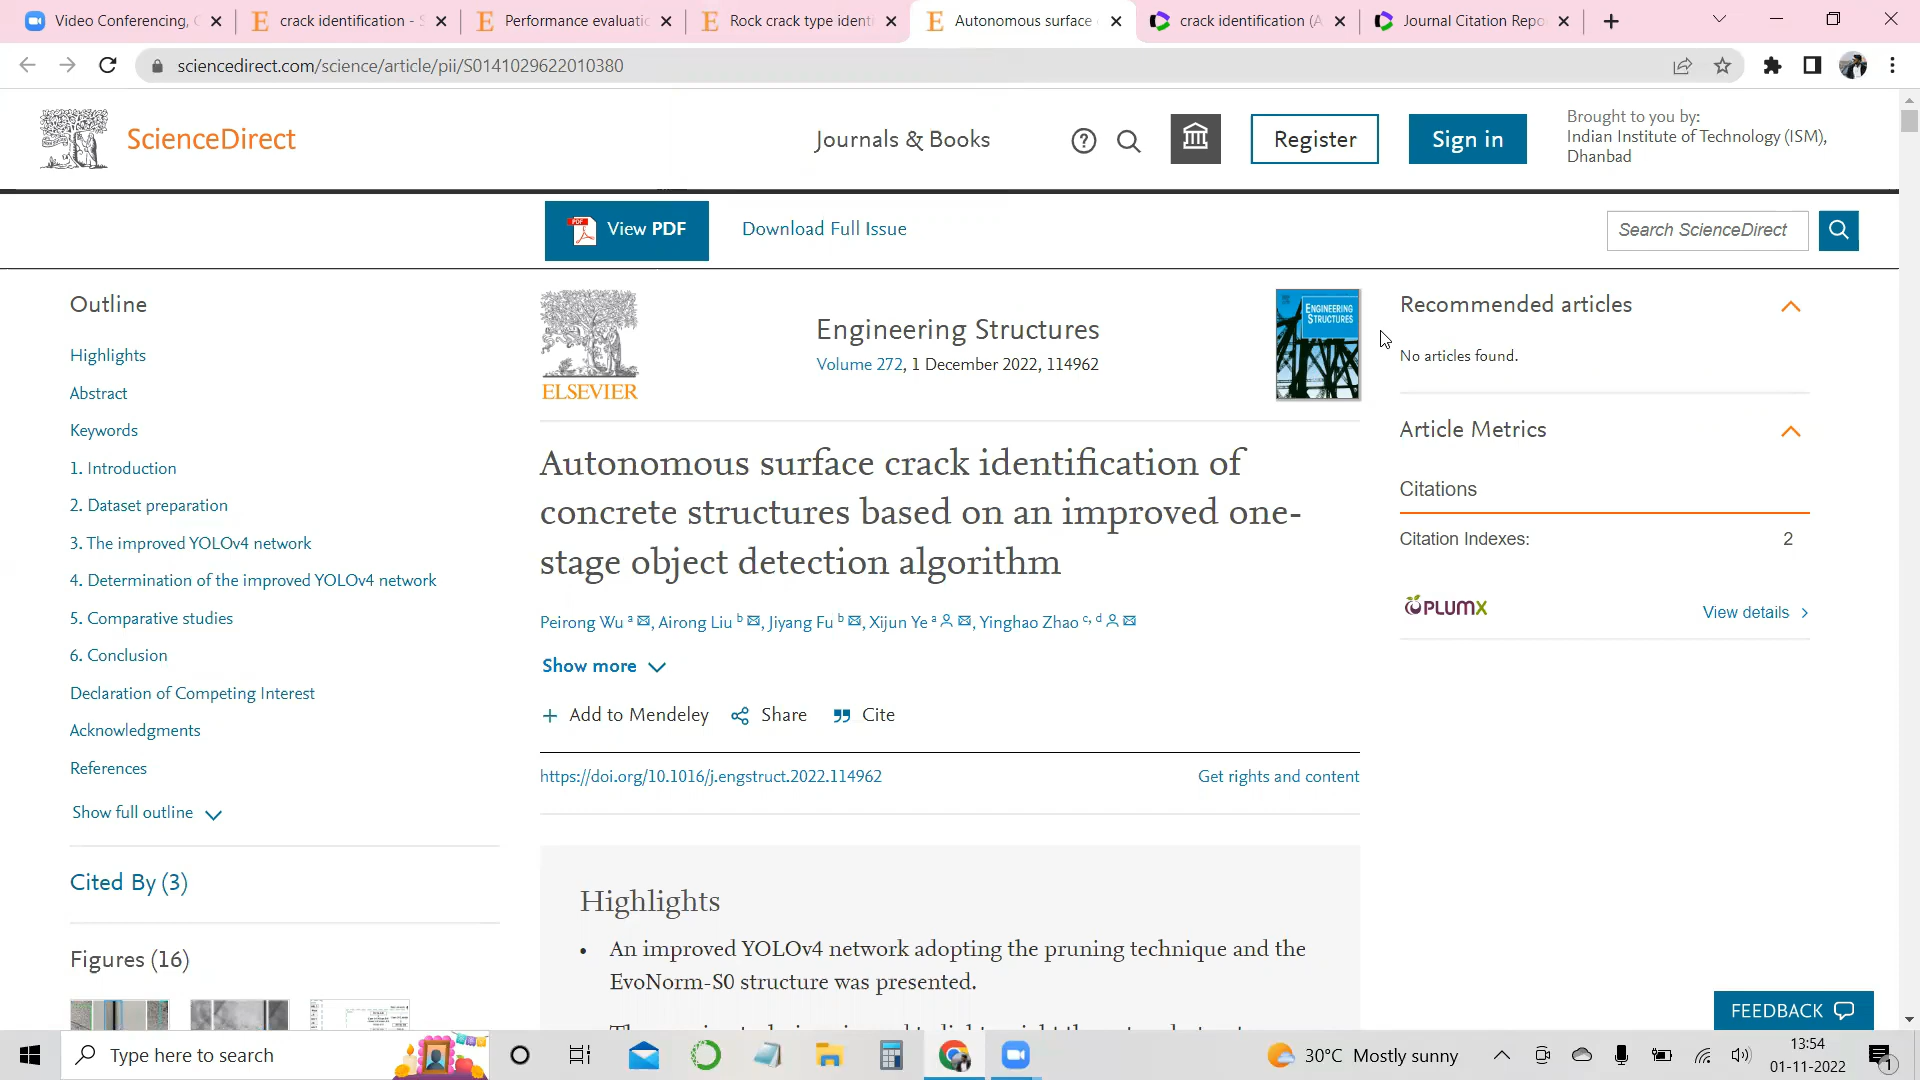 Video Conferencing,
crack identification -
Performance evaluatic
Rock crack type identi
Autonomous surface
crack identification (A
Journal Citation Repo
sciencedirect.com/science/article/pii/S0141029622010380
ScienceDirect
Journals & Books
Register
Sign in
Brought to you by:
Indian Institute of Technology (ISM),
Dhanbad
PDF
View PDF
Download Full Issue
Search ScienceDirect
Outline
Highlights
Abstract
Keywords
1. Introduction
2. Dataset preparation
3. The improved YOLOv4 network
4. Determination of the improved YOLOv4 network
5. Comparative studies
6. Conclusion
Declaration of Competing Interest
Acknowledgments
References
Show full outline
Cited By (3)
Figures (16)
ELSEVIER
Engineering Structures
Volume 272, 1 December 2022, 114962
ENGINEERING
STRUCTURES
Autonomous surface crack identification of
concrete structures based on an improved one-
stage object detection algorithm
Peirong Wu a, Airong Liu b, Jiyang Fu b, Xijun Ye a, Yinghao Zhao c, d
Show more
Add to Mendeley
Share
Cite
https://doi.org/10.1016/j.engstruct.2022.114962
Get rights and content
Highlights
• An improved YOLOv4 network adopting the pruning technique and the
EvoNorm-S0 structure was presented.
Recommended articles
No articles found.
Article Metrics
Citations
Citation Indexes: 2
PLUMX
View details
FEEDBACK
Type here to search
30°C Mostly sunny
13:54
01-11-2022
1